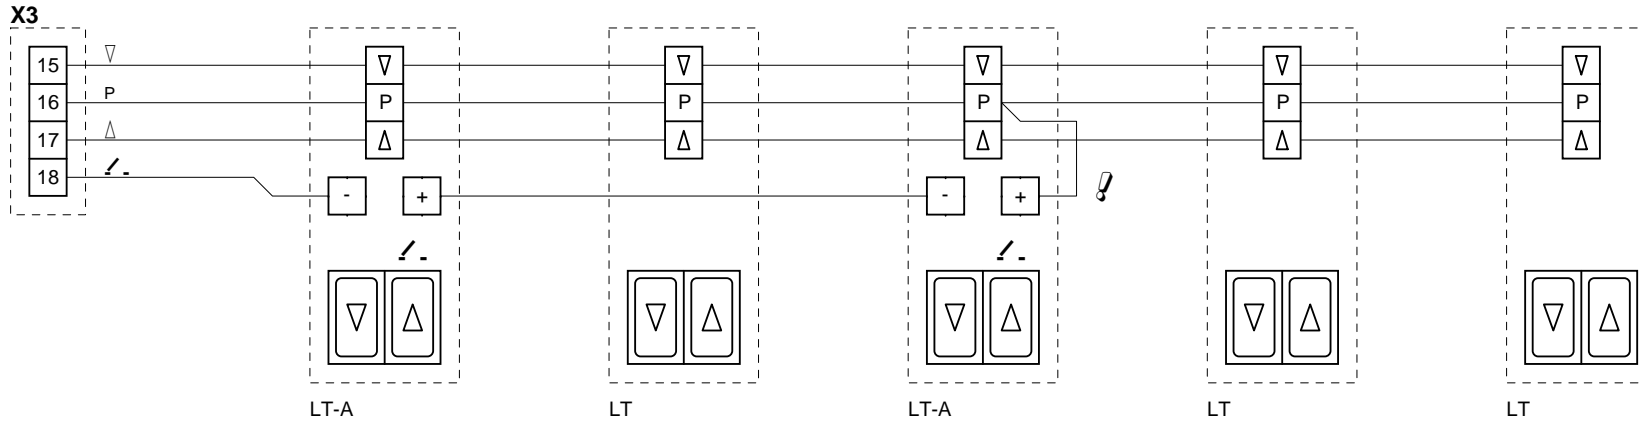 X3
15
P P P P P
16 P
17
18 - + - +
LT-A LT LT-A LT LT